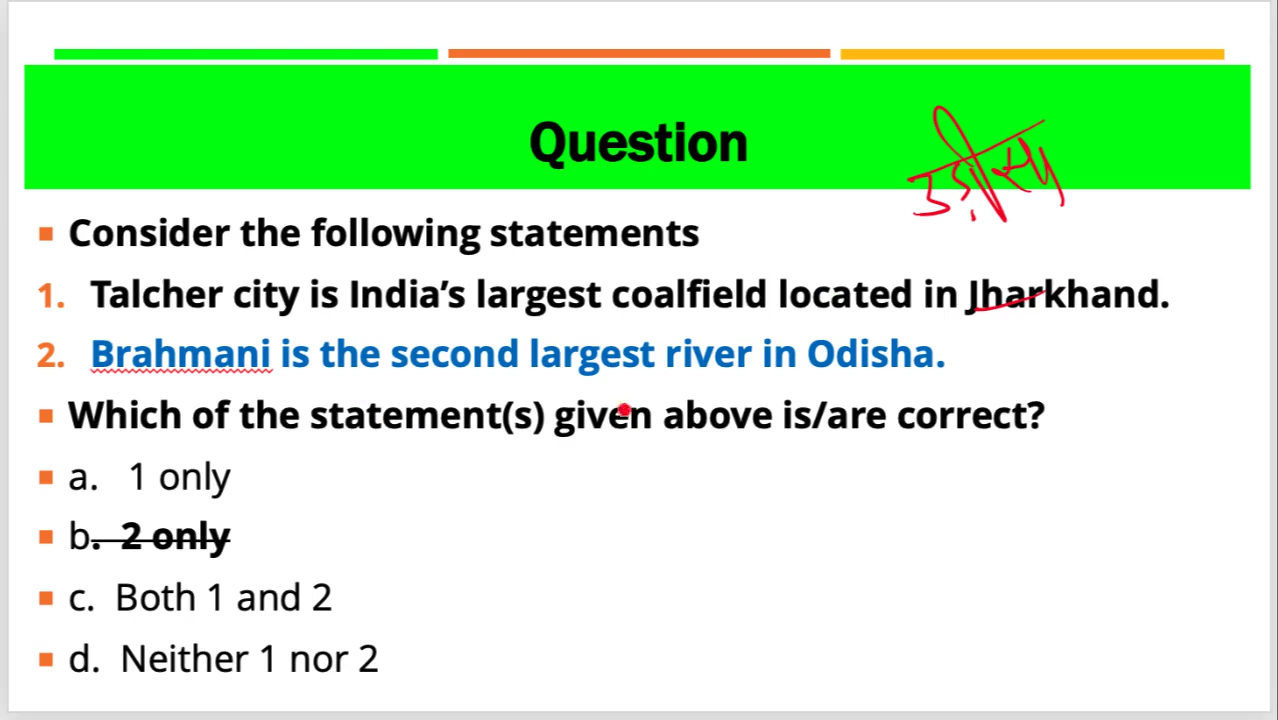 Question
उड़ीसा
Consider the following statements
1. Talcher city is India’s largest coalfield located in Jharkhand.
2. Brahmani is the second largest river in Odisha.
Which of the statement(s) given above is/are correct?
a. 1 only
b. 2 only
c. Both 1 and 2
d. Neither 1 nor 2